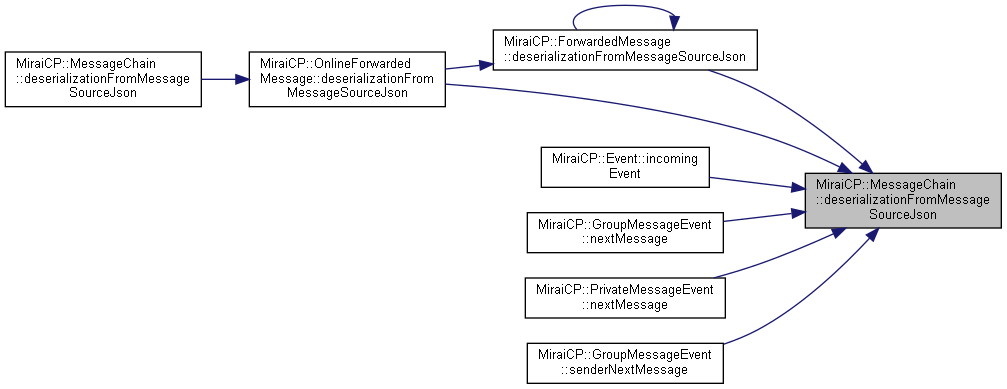 MiraiCP::ForwardedMessage
::deserializationFromMessageSourceJson
MiraiCP::MessageChain
::deserializationFromMessage
SourceJson
MiraiCP::OnlineForwarded
Message::deserializationFrom
MessageSourceJson
MiraiCP::Event::incoming
Event
MiraiCP::MessageChain
::deserializationFromMessage
SourceJson
MiraiCP::GroupMessageEvent
::nextMessage
MiraiCP::PrivateMessageEvent
::nextMessage
MiraiCP::GroupMessageEvent
::senderNextMessage